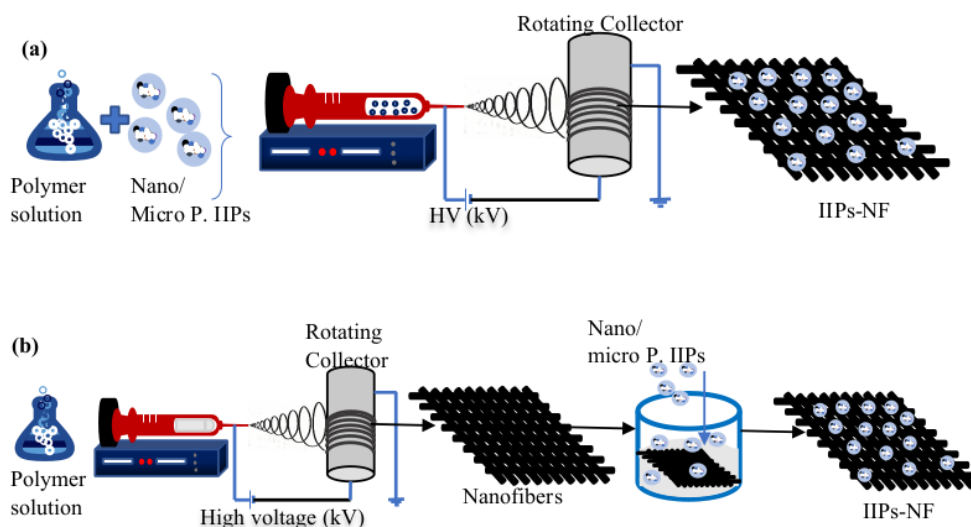 (a)
Rotating Collector
Polymer
solution
Nano/
Micro P. IIPs
HV (kV)
IIPs-NF
(b)
Rotating
Collector
Nano/
micro P. IIPs
Polymer
solution
High voltage (kV)
Nanofibers
IIPs-NF